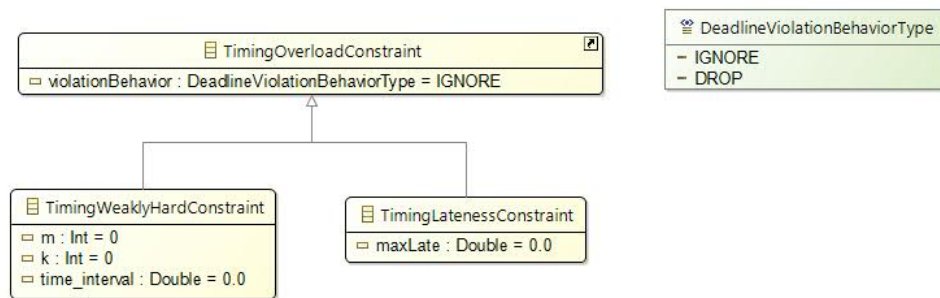 TimingOverloadConstraint
violationBehavior : DeadlineViolationBehaviorType = IGNORE
DeadlineViolationBehaviorType
IGNORE
DROP
TimingWeaklyHardConstraint
m : Int = 0
k : Int = 0
time_interval : Double = 0.0
TimingLatenessConstraint
maxLate : Double = 0.0